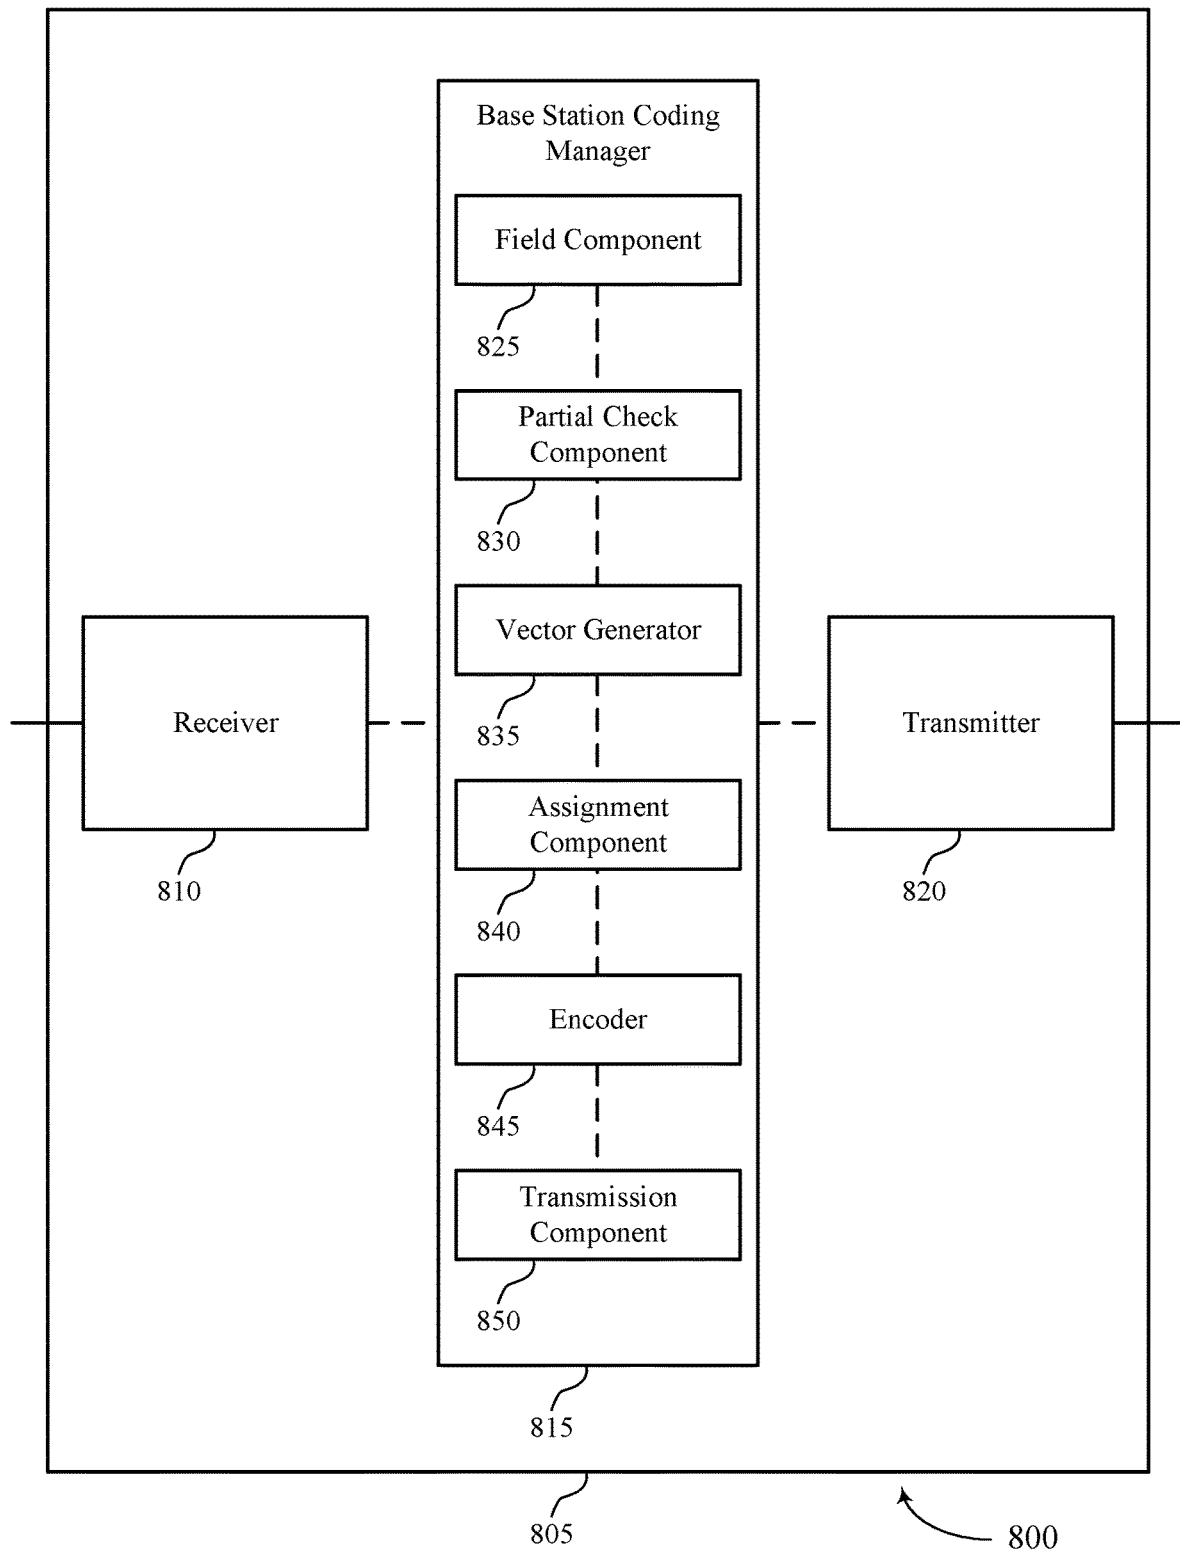 Base Station Coding
Manager
Field Component
825
Partial Check
Component
830
Vector Generator
835
Receiver
810
Transmitter
820
Assignment
Component
840
Encoder
845
Transmission
Component
850
815
805
800